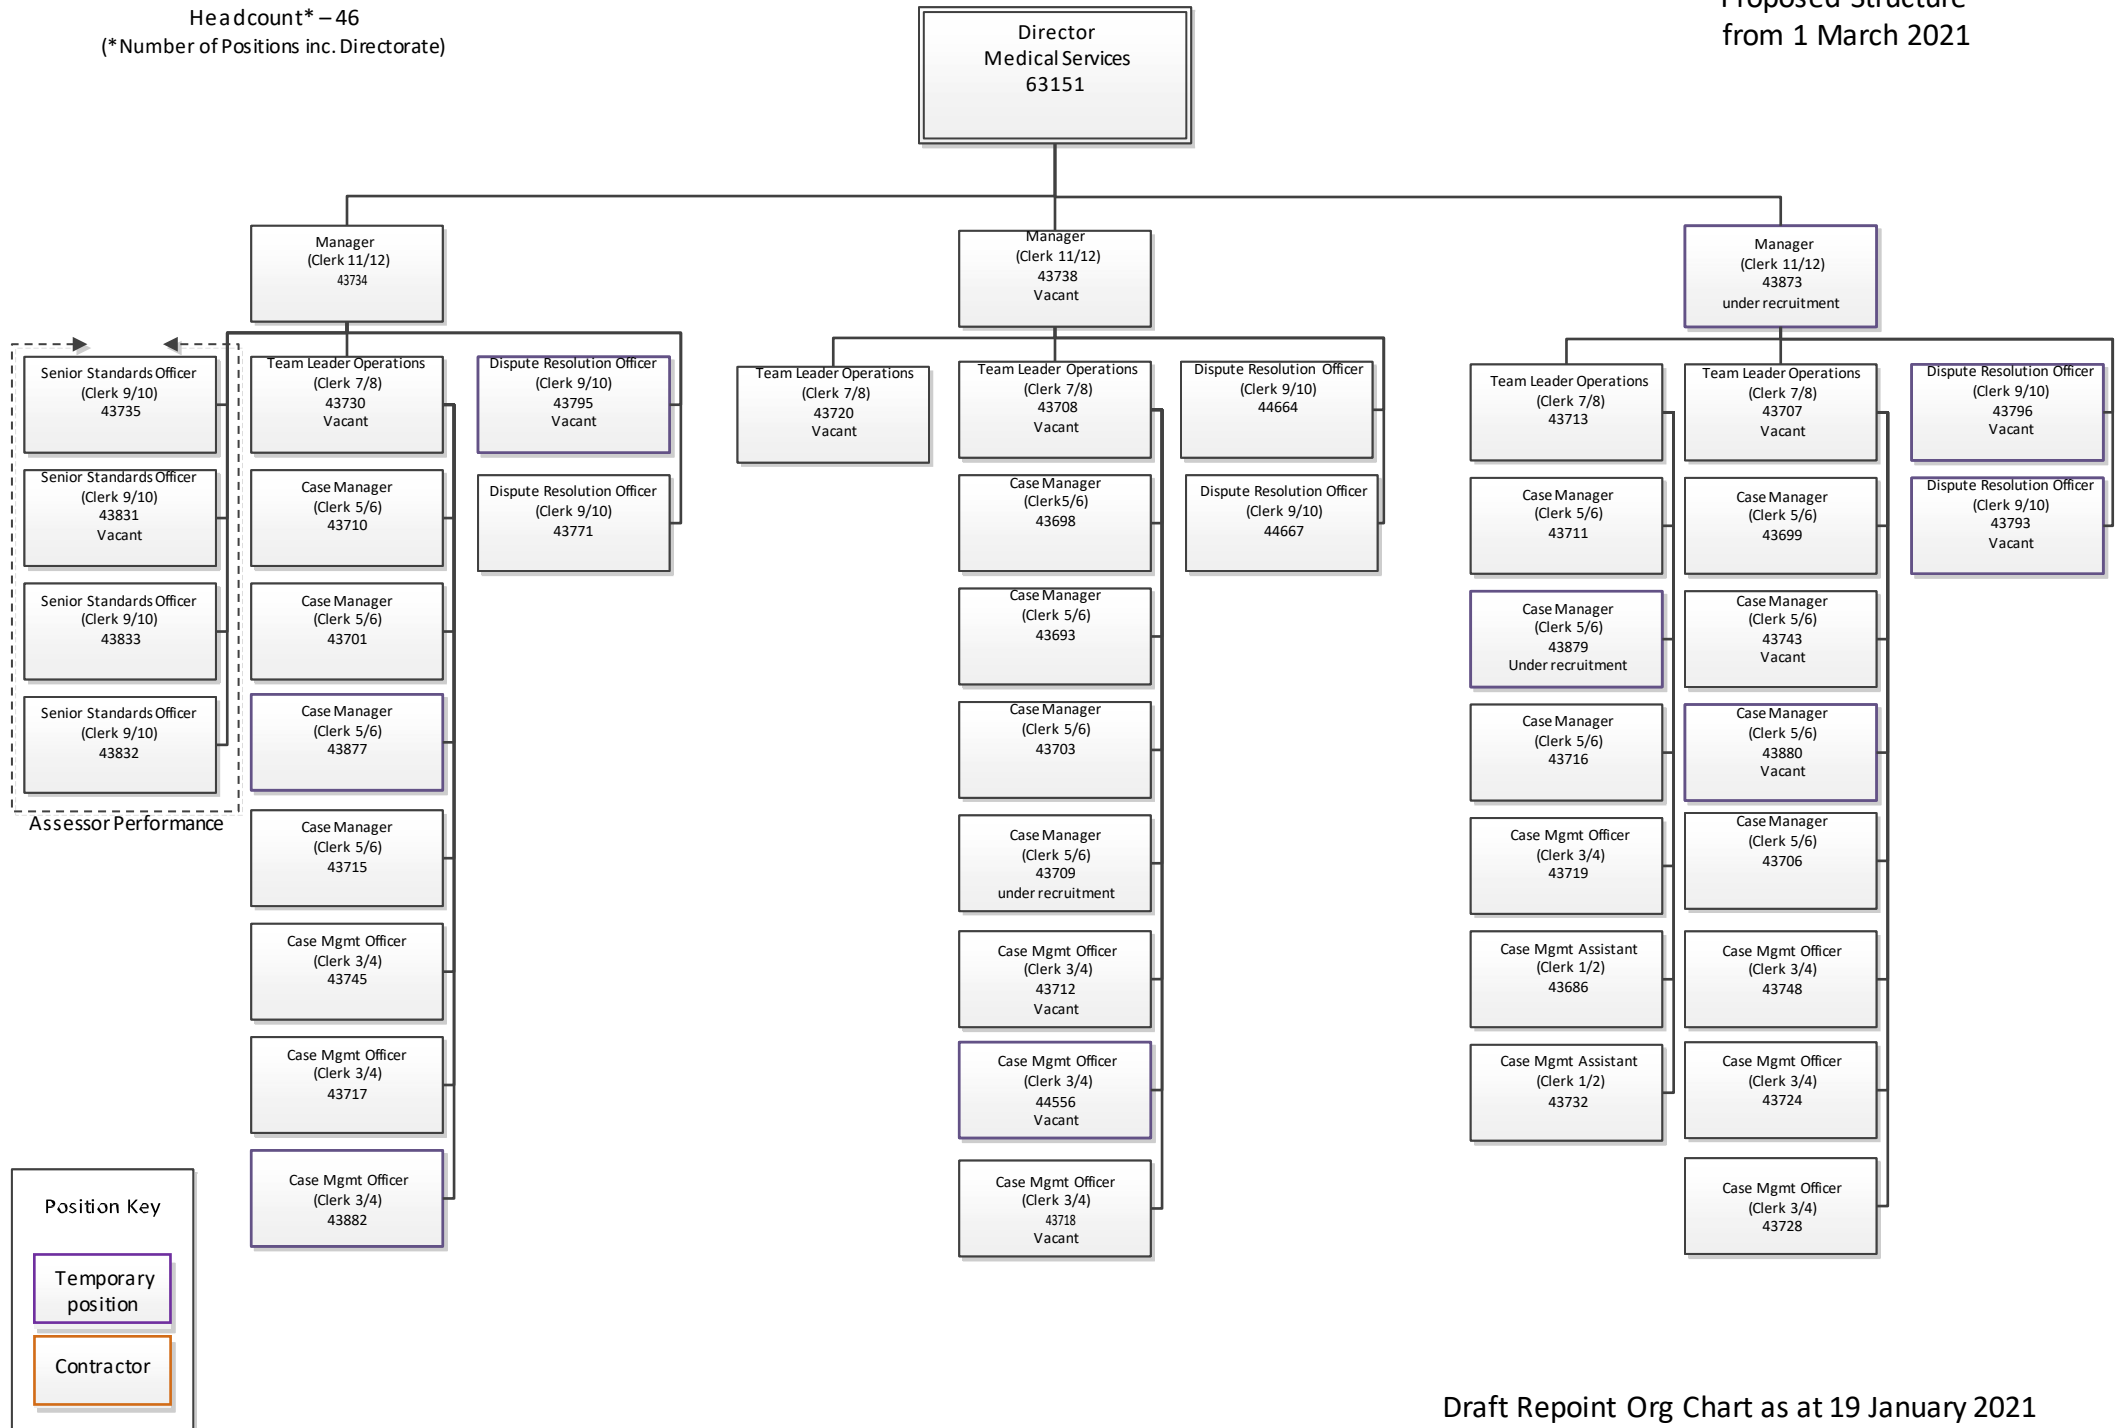 Headcount* – 46
(*Number of Positions inc. Directorate)
Proposed Structure
from 1 March 2021
Director
Medical Services
63151
Manager
(Clerk 11/12)
43734
Manager
(Clerk 11/12)
43738
Vacant
Manager
(Clerk 11/12)
43873
under recruitment
Senior Standards Officer
(Clerk 9/10)
43735
Senior Standards Officer
(Clerk 9/10)
43831
Vacant
Senior Standards Officer
(Clerk 9/10)
43833
Senior Standards Officer
(Clerk 9/10)
43832
Assessor Performance
Team Leader Operations
(Clerk 7/8)
43730
Vacant
Case Manager
(Clerk 5/6)
43710
Case Manager
(Clerk 5/6)
43701
Case Manager
(Clerk 5/6)
43877
Case Manager
(Clerk 5/6)
43715
Case Mgmt Officer
(Clerk 3/4)
43745
Case Mgmt Officer
(Clerk 3/4)
43717
Case Mgmt Officer
(Clerk 3/4)
43882
Dispute Resolution Officer
(Clerk 9/10)
43795
Vacant
Dispute Resolution Officer
(Clerk 9/10)
43771
Team Leader Operations
(Clerk 7/8)
43720
Vacant
Team Leader Operations
(Clerk 7/8)
43708
Vacant
Case Manager
(Clerk5/6)
43698
Case Manager
(Clerk 5/6)
43693
Case Manager
(Clerk 5/6)
43703
Case Manager
(Clerk 5/6)
43709
under recruitment
Case Mgmt Officer
(Clerk 3/4)
43712
Vacant
Case Mgmt Officer
(Clerk 3/4)
44556
Vacant
Case Mgmt Officer
(Clerk 3/4)
43718
Vacant
Dispute Resolution Officer
(Clerk 9/10)
44664
Dispute Resolution Officer
(Clerk 9/10)
44667
Team Leader Operations
(Clerk 7/8)
43713
Case Manager
(Clerk 5/6)
43711
Case Manager
(Clerk 5/6)
43879
Under recruitment
Case Manager
(Clerk 5/6)
43716
Case Mgmt Officer
(Clerk 3/4)
43719
Case Mgmt Assistant
(Clerk 1/2)
43686
Case Mgmt Assistant
(Clerk 1/2)
43732
Team Leader Operations
(Clerk 7/8)
43707
Vacant
Case Manager
(Clerk 5/6)
43699
Case Manager
(Clerk 5/6)
43743
Vacant
Case Manager
(Clerk 5/6)
43880
Vacant
Case Manager
(Clerk 5/6)
43706
Case Mgmt Officer
(Clerk 3/4)
43748
Case Mgmt Officer
(Clerk 3/4)
43724
Case Mgmt Officer
(Clerk 3/4)
43728
Dispute Resolution Officer
(Clerk 9/10)
43796
Vacant
Dispute Resolution Officer
(Clerk 9/10)
43793
Vacant
Position Key
Temporary
position
Contractor
Draft Repoint Org Chart as at 19 January 2021